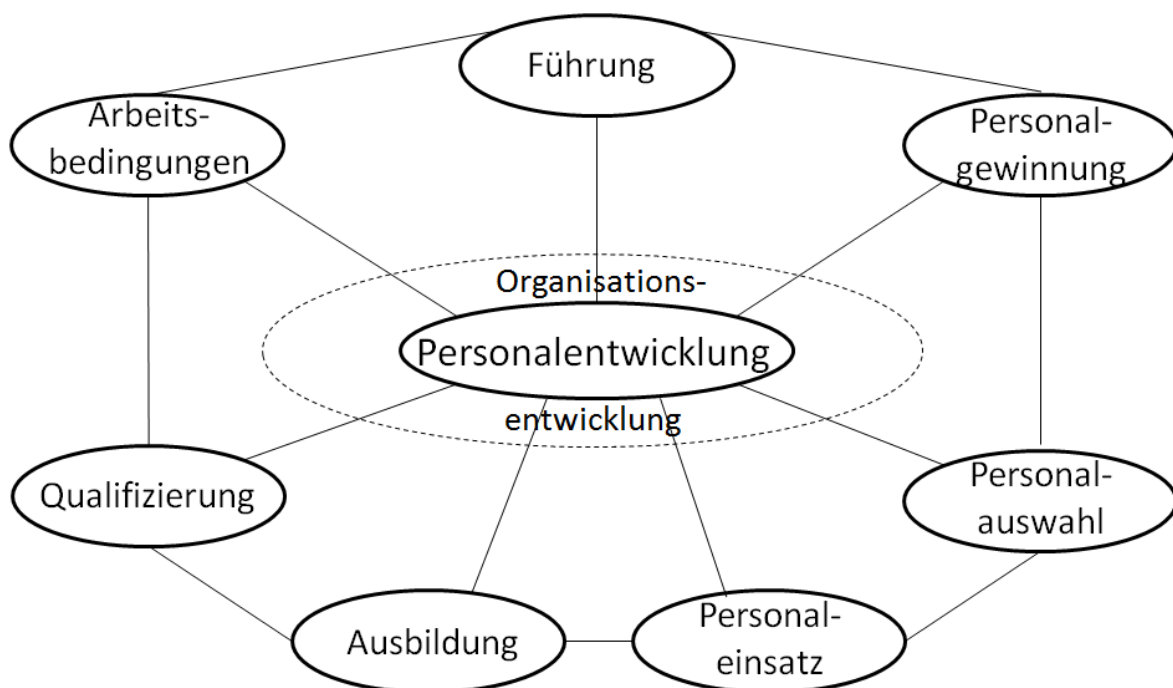 Führung
Arbeits-
bedingungen
Personal-
gewinnung
Organisations-
Personalentwicklung
entwicklung
Qualifizierung
Personal-
auswahl
Ausbildung
Personal-
einsatz